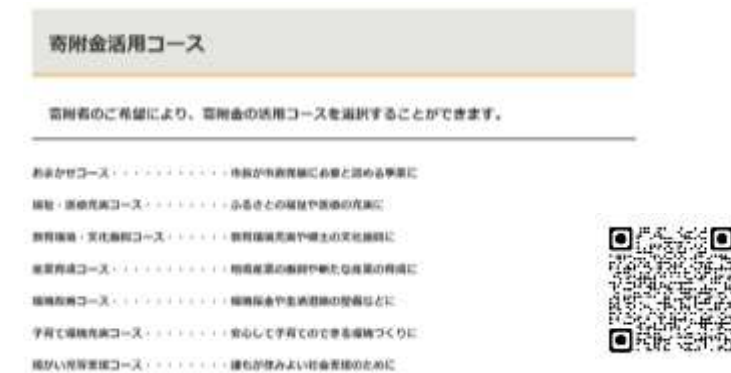 寄附金活用コース
寄附者のご希望により、寄附金の活用コースを選択することができます。
おまかせコース・・・・・・・・・・・市長が市政発展に必要と認める事業に
福祉・医療充実コース・・・・・・・・ふるさとの福祉や医療の充実に
教育環境・文化振興コース・・・・・・教育環境充実や郷土の文化振興に
産業育成コース・・・・・・・・・・・地場産業の振興や新たな産業の育成に
環境保全や生活道路の整備などに
子育て環境充実コース・・・・・・・・安心して子育てのできる環境づくりに
障がい児等支援コース・・・・・・・・誰もが住みよい社会実現のために